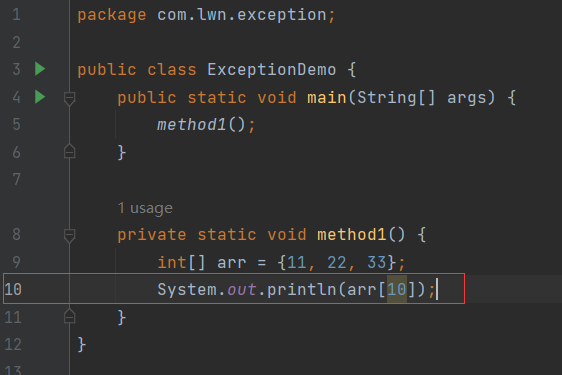 1 package com.lwn.exception;
2
3 public class ExceptionDemo {
4 public static void main(String[] args) {
5 method1();
6 }
7
1 usage
8 private static void method1() {
9 int[] arr = {11, 22, 33};
10 System.out.println(arr[10]);
11 }
12 }
13